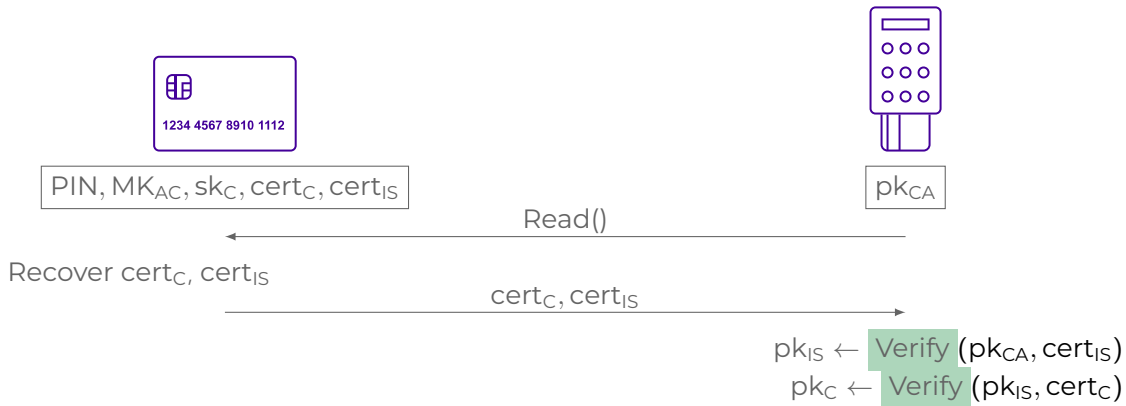 1234 4567 8910 1112
PIN, MK_AC, sk_C, cert_C, cert_IS
pk_CA
Read()
Recover cert_C, cert_IS
cert_C, cert_IS
pk_IS ← Verify (pk_CA, cert_IS)
pk_C ← Verify (pk_IS, cert_C)